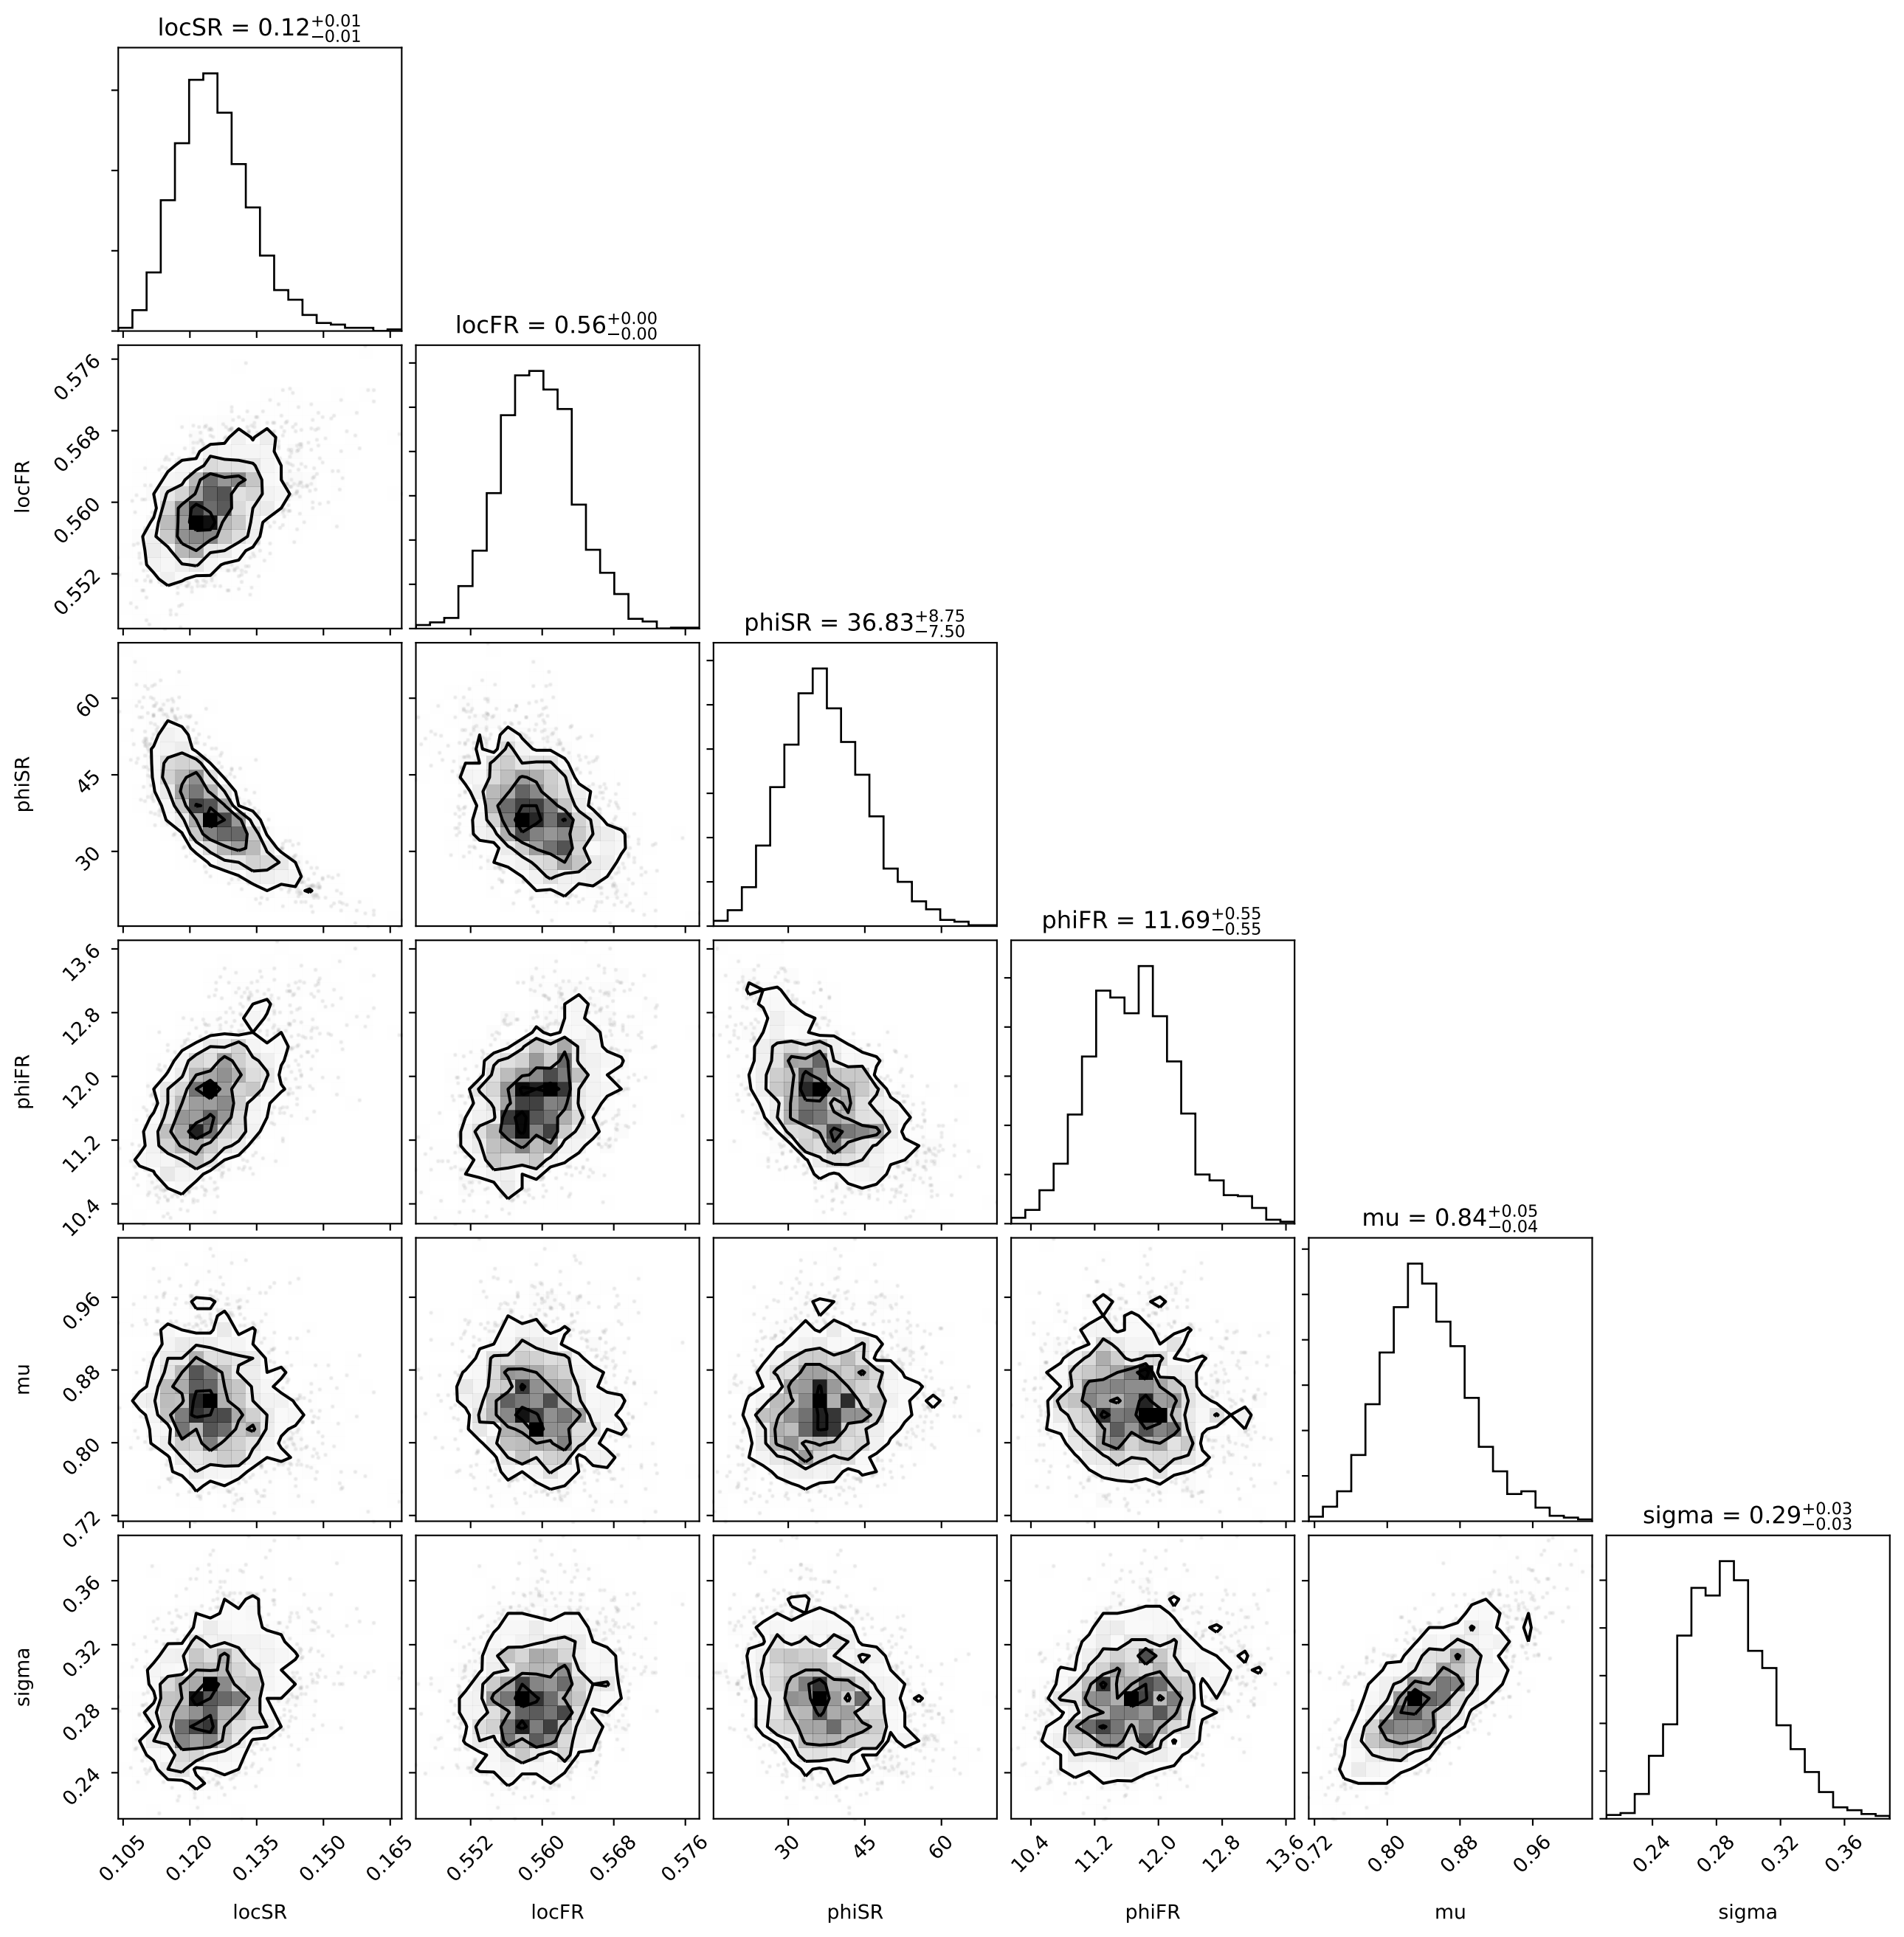 locSR = 0.12+0.01 −0.01
locFR = 0.56+0.00 −0.00
0.576
0.568
0.560
0.552
locFR
phiSR = 36.83+8.75 −7.50
60
45
30
phiSR
phiFR = 11.69+0.55 −0.55
13.6
12.8
12.0
11.2
10.4
phiFR
mu = 0.84+0.05 −0.04
0.96
0.88
0.80
0.72
mu
sigma = 0.29+0.03 −0.03
0.36
0.32
0.28
0.24
sigma
0.105 0.120 0.135 0.150 0.165 0.552 0.560 0.568 0.576 30 45 60 10.4 11.2 12.0 12.8 13.6 0.72 0.80 0.88 0.96 0.24 0.28 0.32 0.36
locSR locFR phiSR phiFR mu sigma